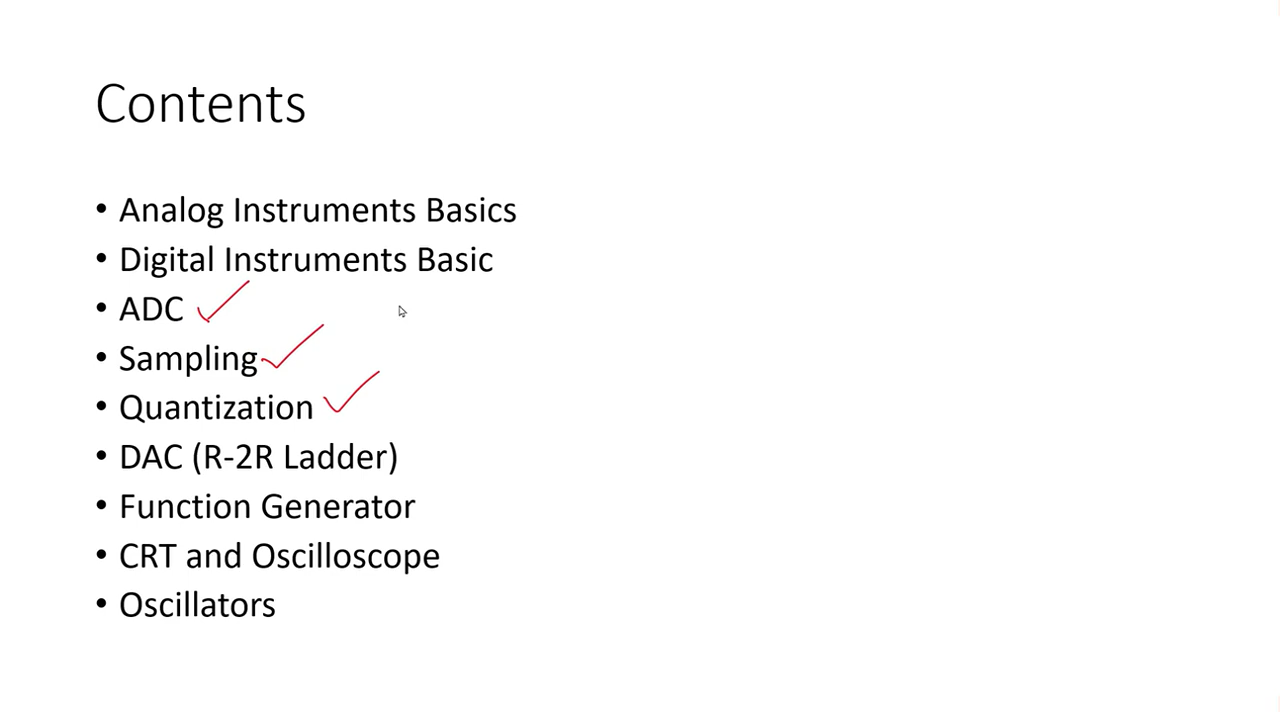 Contents
• Analog Instruments Basics
• Digital Instruments Basic
• ADC
• Sampling
• Quantization
• DAC (R-2R Ladder)
• Function Generator
• CRT and Oscilloscope
• Oscillators